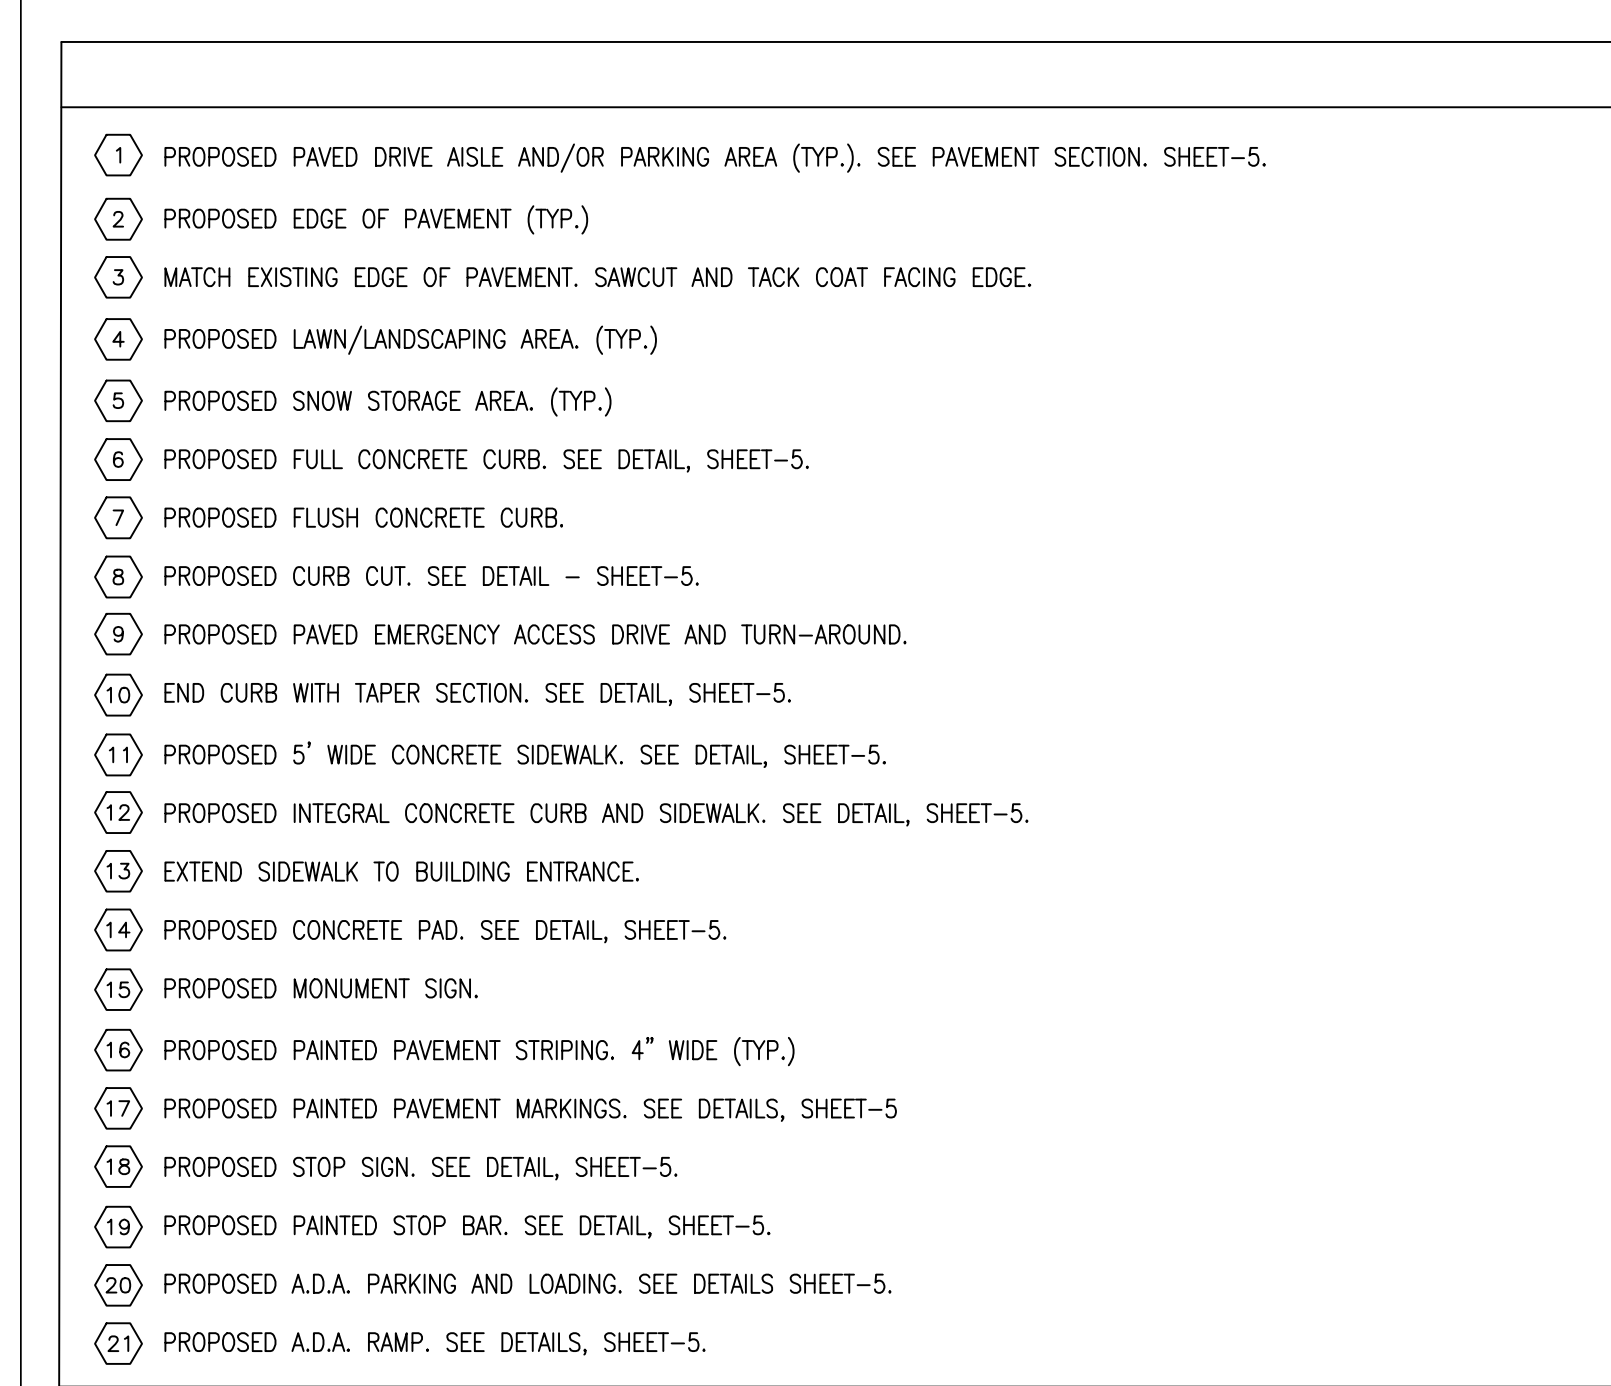 1 PROPOSED PAVED DRIVE AISLE AND/OR PARKING AREA (TYP.). SEE PAVEMENT SECTION. SHEET-5.
2 PROPOSED EDGE OF PAVEMENT (TYP.)
3 MATCH EXISTING EDGE OF PAVEMENT. SAWCUT AND TACK COAT FACING EDGE.
4 PROPOSED LAWN/LANDSCAPING AREA. (TYP.)
5 PROPOSED SNOW STORAGE AREA. (TYP.)
6 PROPOSED FULL CONCRETE CURB. SEE DETAIL, SHEET-5.
7 PROPOSED FLUSH CONCRETE CURB.
8 PROPOSED CURB CUT. SEE DETAIL - SHEET-5.
9 PROPOSED PAVED EMERGENCY ACCESS DRIVE AND TURN-AROUND.
10 END CURB WITH TAPER SECTION. SEE DETAIL, SHEET-5.
11 PROPOSED 5' WIDE CONCRETE SIDEWALK. SEE DETAIL, SHEET-5.
12 PROPOSED INTEGRAL CONCRETE CURB AND SIDEWALK. SEE DETAIL, SHEET-5.
13 EXTEND SIDEWALK TO BUILDING ENTRANCE.
14 PROPOSED CONCRETE PAD. SEE DETAIL, SHEET-5.
15 PROPOSED MONUMENT SIGN.
16 PROPOSED PAINTED PAVEMENT STRIPING. 4" WIDE (TYP.)
17 PROPOSED PAINTED PAVEMENT MARKINGS. SEE DETAILS, SHEET-5
18 PROPOSED STOP SIGN. SEE DETAIL, SHEET-5.
19 PROPOSED PAINTED STOP BAR. SEE DETAIL, SHEET-5.
20 PROPOSED A.D.A. PARKING AND LOADING. SEE DETAILS SHEET-5.
21 PROPOSED A.D.A. RAMP. SEE DETAILS, SHEET-5.